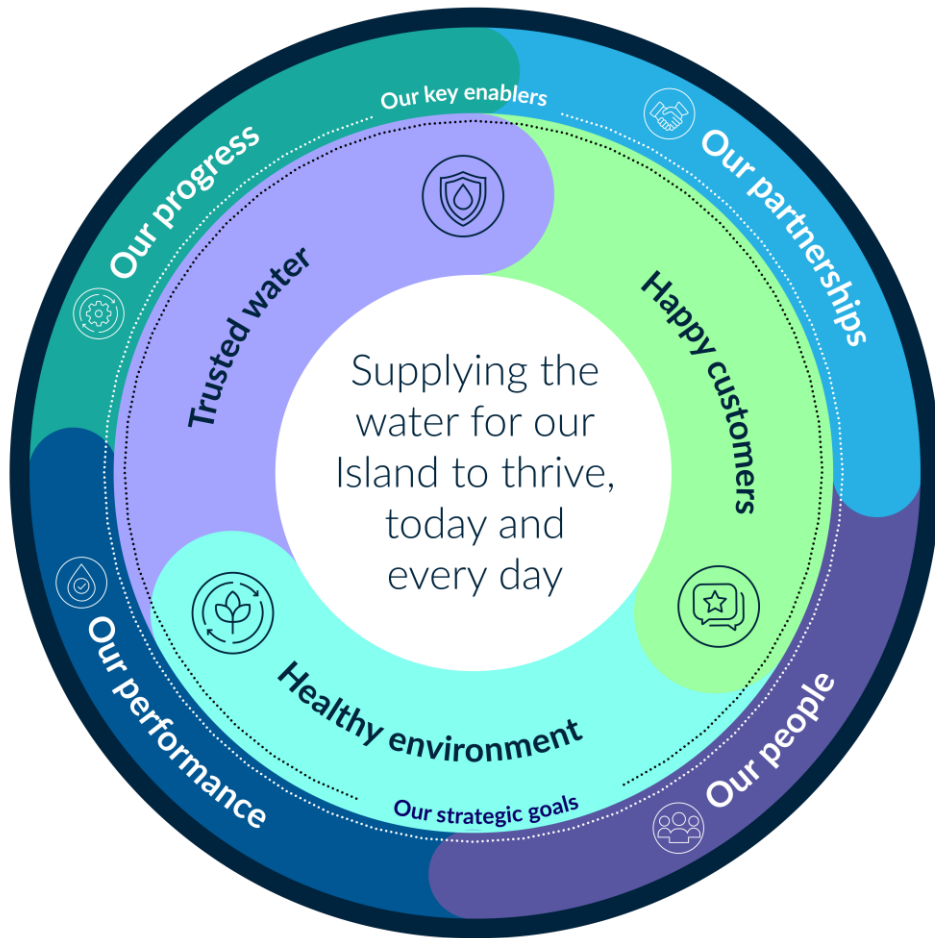 Our key enablers
Our progress
Our partnerships
Trusted water
Happy customers
Supplying the
water for our
Island to thrive,
today and
every day
Healthy environment
Our strategic goals
Our performance
Our people